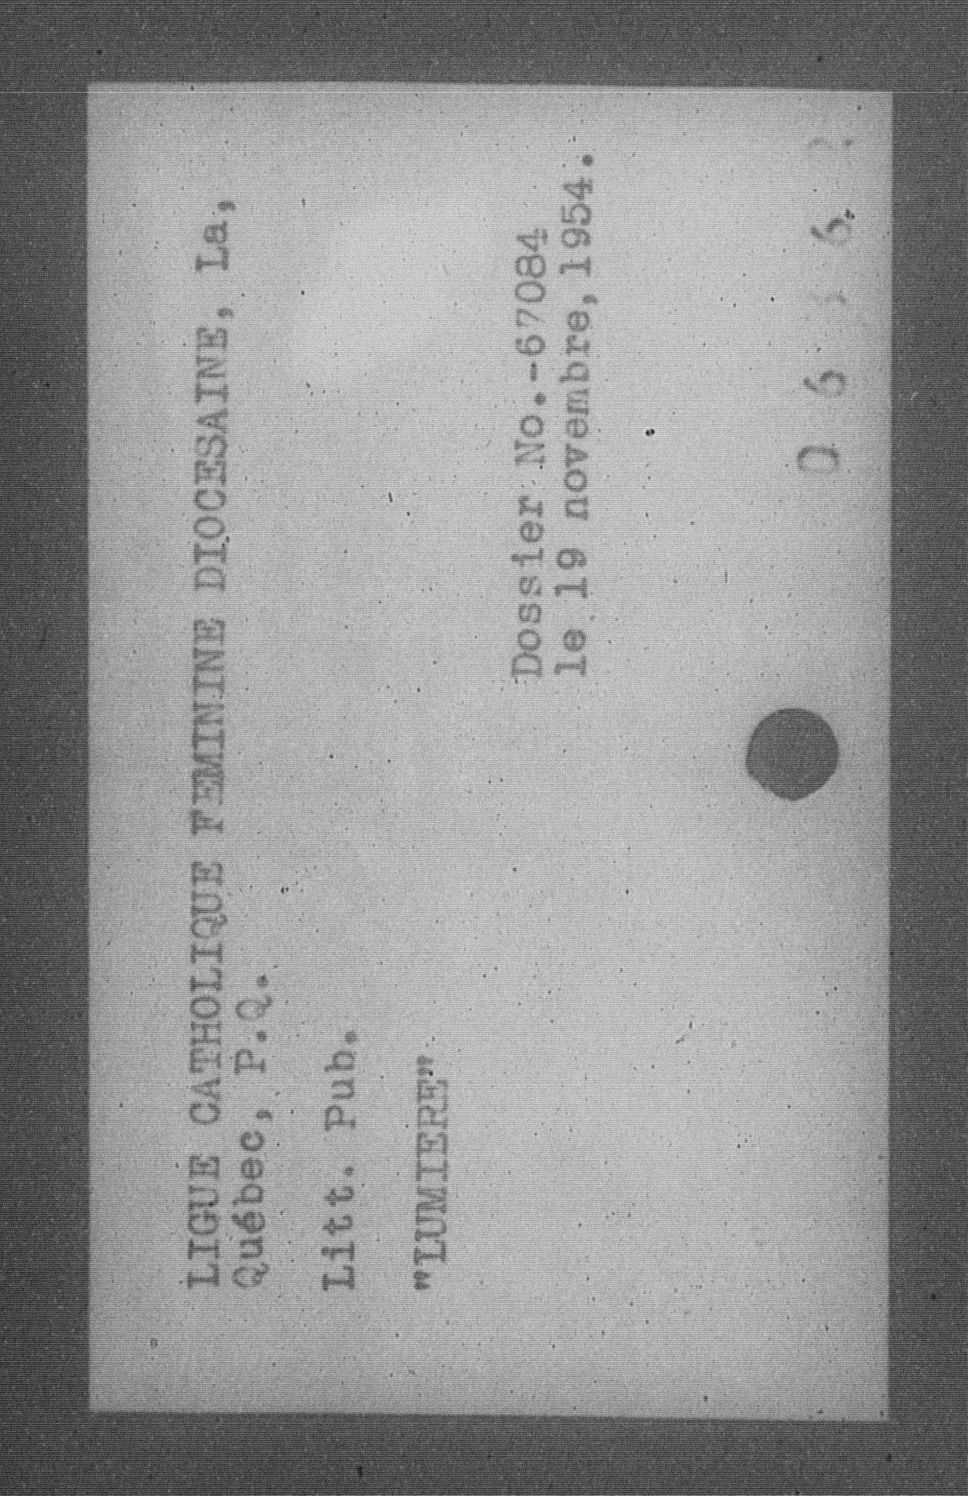 LIGUE CATHOLIQUE FEMININE DIOCESAINE, La,
Québec, P.Q.
Litt. Pub.
"LUMIERE"
Dossier No.-67084
le 19 novembre,1954.